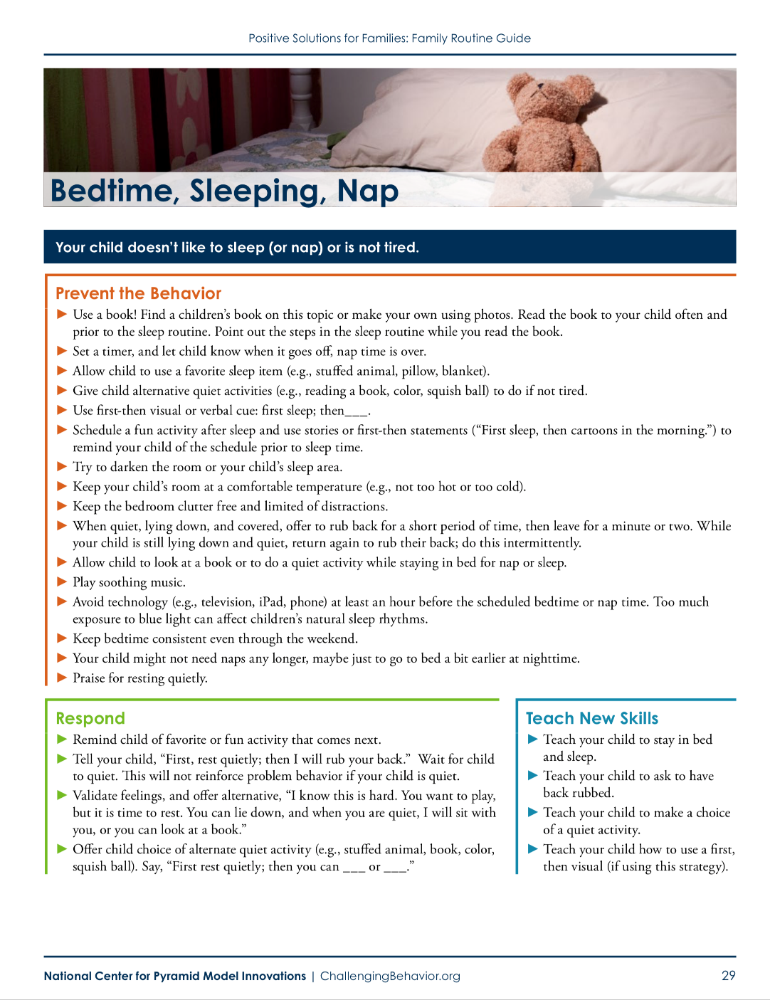 Positive Solutions for Families: Family Routine Guide
Bedtime, Sleeping, Nap
Your child doesn’t like to sleep (or nap) or is not tired.
Prevent the Behavior
► Use a book! Find a children’s book on this topic or make your own using photos. Read the book to your child often and
prior to the sleep routine. Point out the steps in the sleep routine while you read the book.
► Set a timer, and let child know when it goes off, nap time is over.
► Allow child to use a favorite sleep item (e.g., stuffed animal, pillow, blanket).
► Give child alternative quiet activities (e.g., reading a book, color, squish ball) to do if not tired.
► Use first-then visual or verbal cue: first sleep; then___.
► Schedule a fun activity after sleep and use stories or first-then statements (“First sleep, then cartoons in the morning.”) to
remind your child of the schedule prior to sleep time.
► Try to darken the room or your child’s sleep area.
► Keep your child’s room at a comfortable temperature (e.g., not too hot or too cold).
► Keep the bedroom clutter free and limited of distractions.
► When quiet, lying down, and covered, offer to rub back for a short period of time, then leave for a minute or two. While
your child is still lying down and quiet, return again to rub their back; do this intermittently.
► Allow child to look at a book or to do a quiet activity while staying in bed for nap or sleep.
► Play soothing music.
► Avoid technology (e.g., television, iPad, phone) at least an hour before the scheduled bedtime or nap time. Too much
exposure to blue light can affect children’s natural sleep rhythms.
► Keep bedtime consistent even through the weekend.
► Your child might not need naps any longer, maybe just to go to bed a bit earlier at nighttime.
► Praise for resting quietly.
Respond
► Remind child of favorite or fun activity that comes next.
► Tell your child, “First, rest quietly; then I will rub your back.”  Wait for child
to quiet. This will not reinforce problem behavior if your child is quiet.
► Validate feelings, and offer alternative, “I know this is hard. You want to play,
but it is time to rest. You can lie down, and when you are quiet, I will sit with
you, or you can look at a book.”
► Offer child choice of alternate quiet activity (e.g., stuffed animal, book, color,
squish ball). Say, “First rest quietly; then you can ___ or ___.”
Teach New Skills
► Teach your child to stay in bed
and sleep.
► Teach your child to ask to have
back rubbed.
► Teach your child to make a choice
of a quiet activity.
► Teach your child how to use a first,
then visual (if using this strategy).
National Center for Pyramid Model Innovations | ChallengingBehavior.org
29